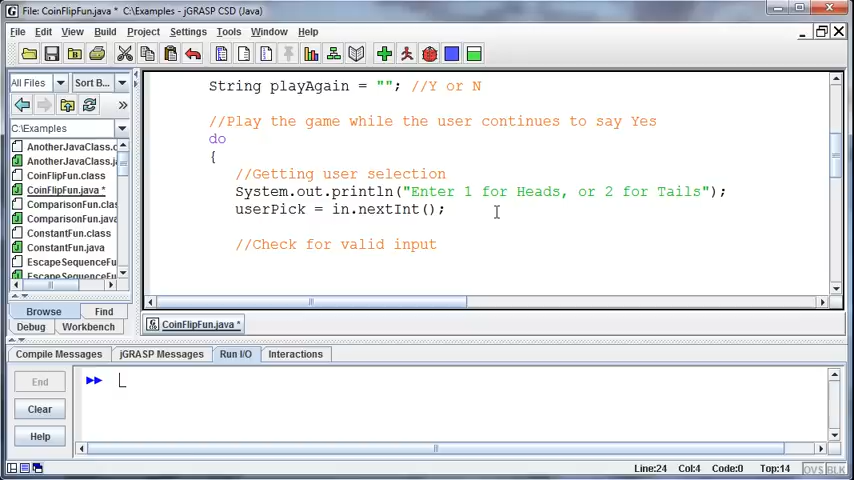 File: CoinFlipFun.java * C:\Examples - jGRASP CSD (Java)
File Edit View Build Project Settings Tools Window Help
All Files Sort B...
C:\Examples
AnotherJavaClass.c
AnotherJavaClass.ja
CoinFlipFun.class
CoinFlipFun.java *
ComparisonFun.clas
ComparisonFun.java
ConstantFun.class
ConstantFun.java
EscapeSequenceFu
EscapeSequenceFu
Browse Find
Debug Workbench
String playAgain = ""; //Y or N
//Play the game while the user continues to say Yes
do
{
//Getting user selection
System.out.println("Enter 1 for Heads, or 2 for Tails");
userPick = in.nextInt();
//Check for valid input
CoinFlipFun.java *
Compile Messages jGRASP Messages Run I/O Interactions
End
Clear
Help
Line:24 Col:4 Code:0 Top:14 OVS BLK